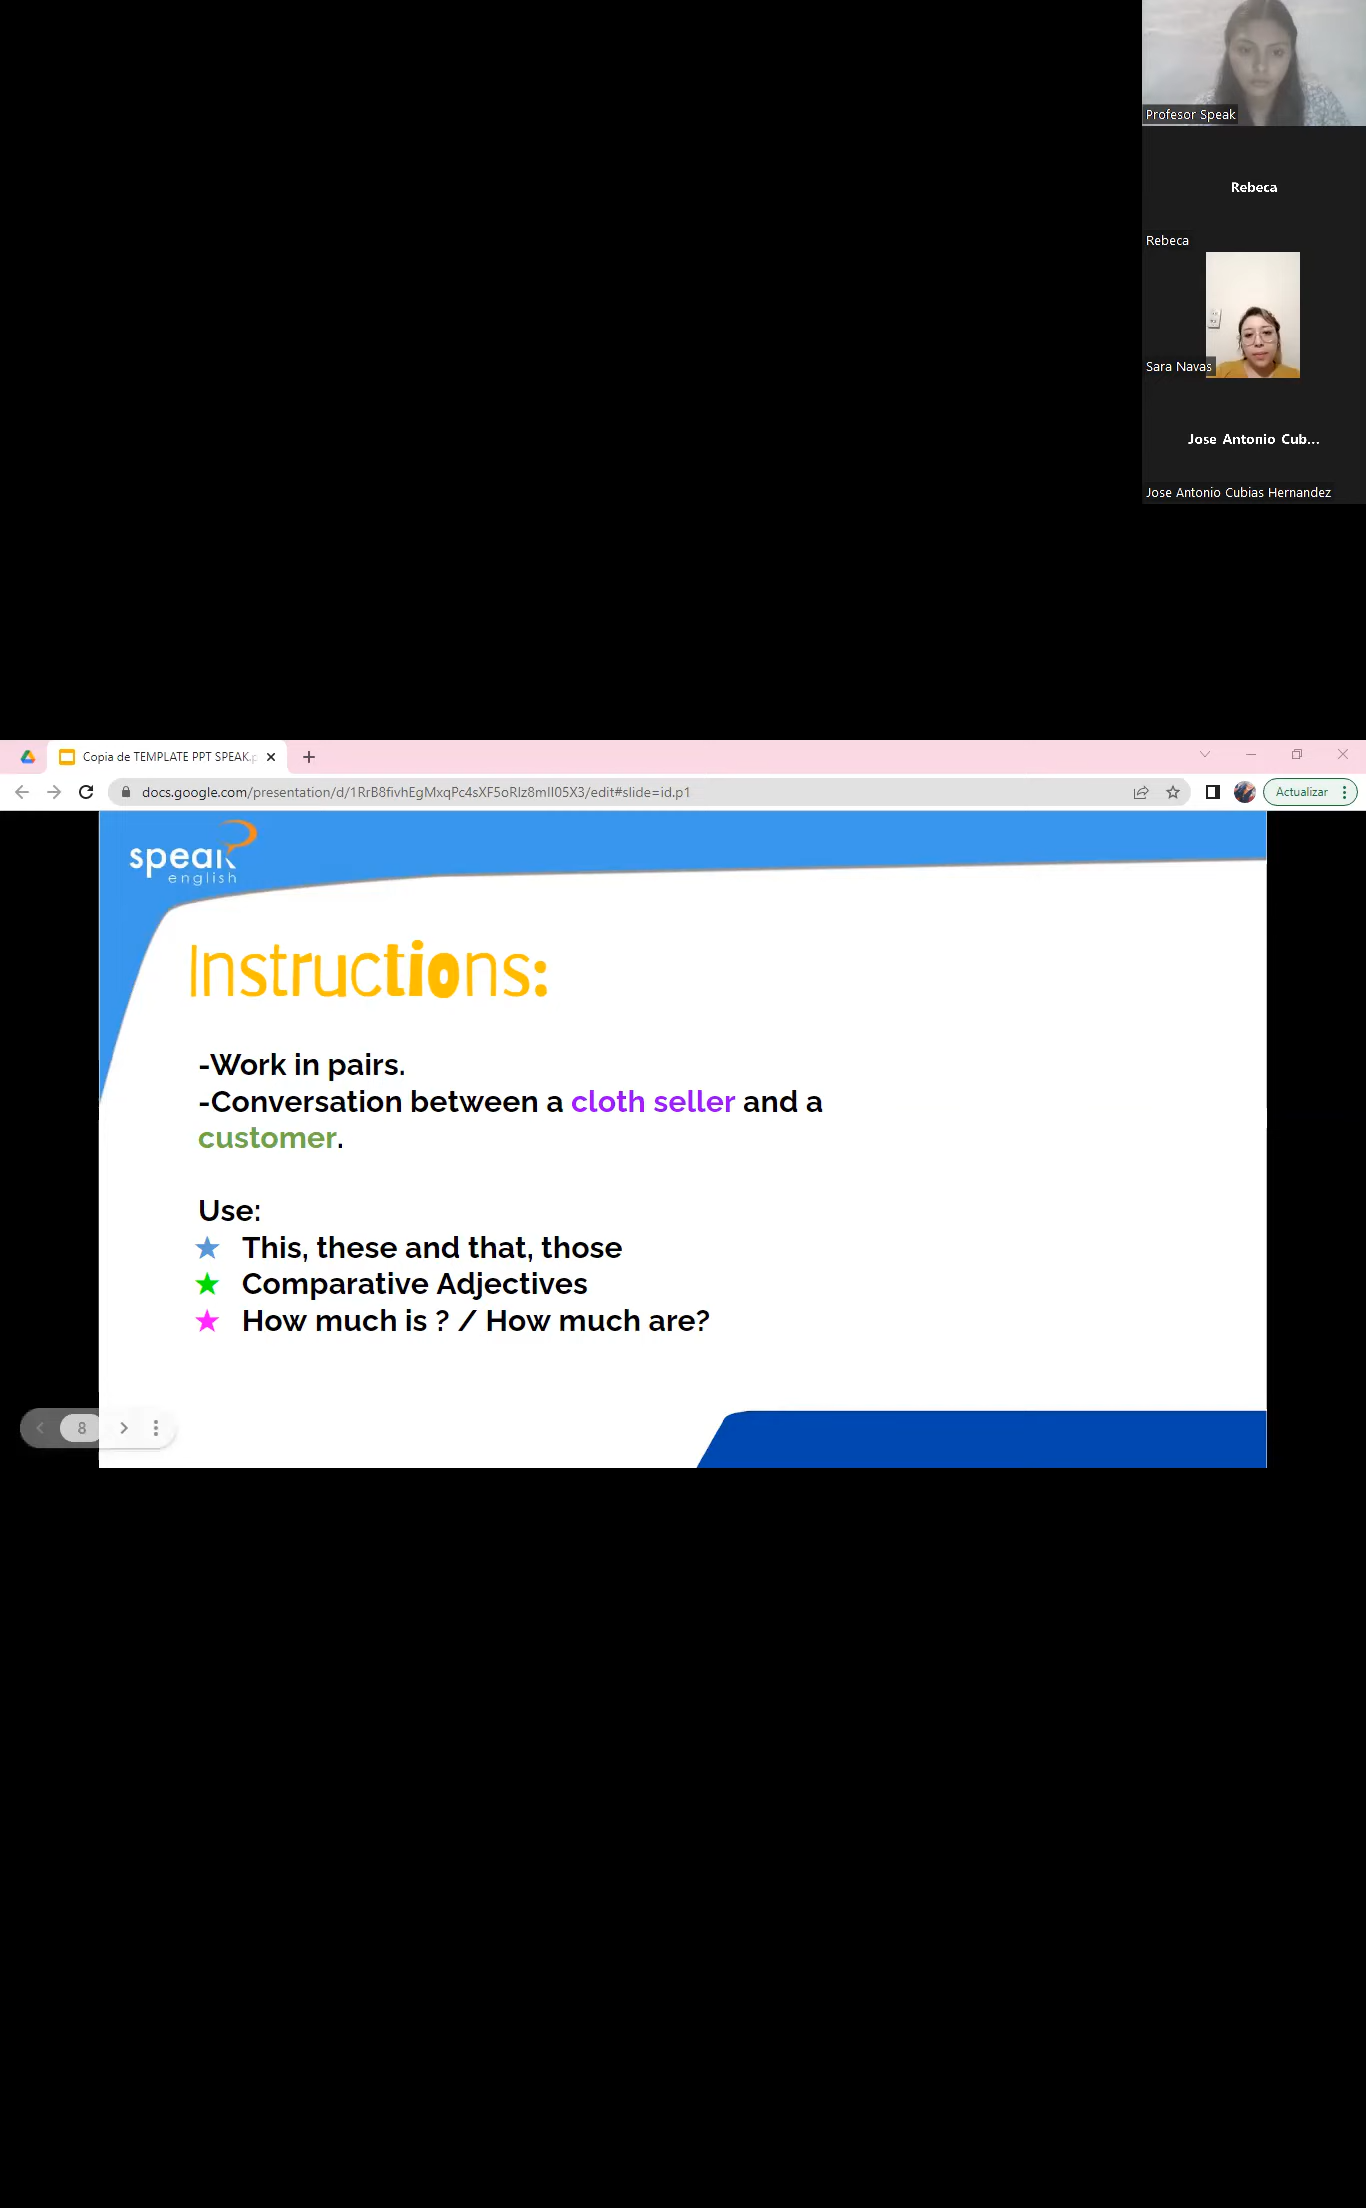 Profesor Speak
Rebeca
Rebeca
Sara Navas
Jose Antonio Cub...
Jose Antonio Cubias Hernandez
Copia de TEMPLATE PPT SPEAK.p
docs.google.com/presentation/d/1RrB8fivhEgMxqPc4sXF5oRlz8mII05X3/edit#slide=id.p1
Actualizar
speak
english
Instructions:
-Work in pairs.
-Conversation between a cloth seller and a
customer.
Use:
★ This, these and that, those
★ Comparative Adjectives
★ How much is ? / How much are?
8